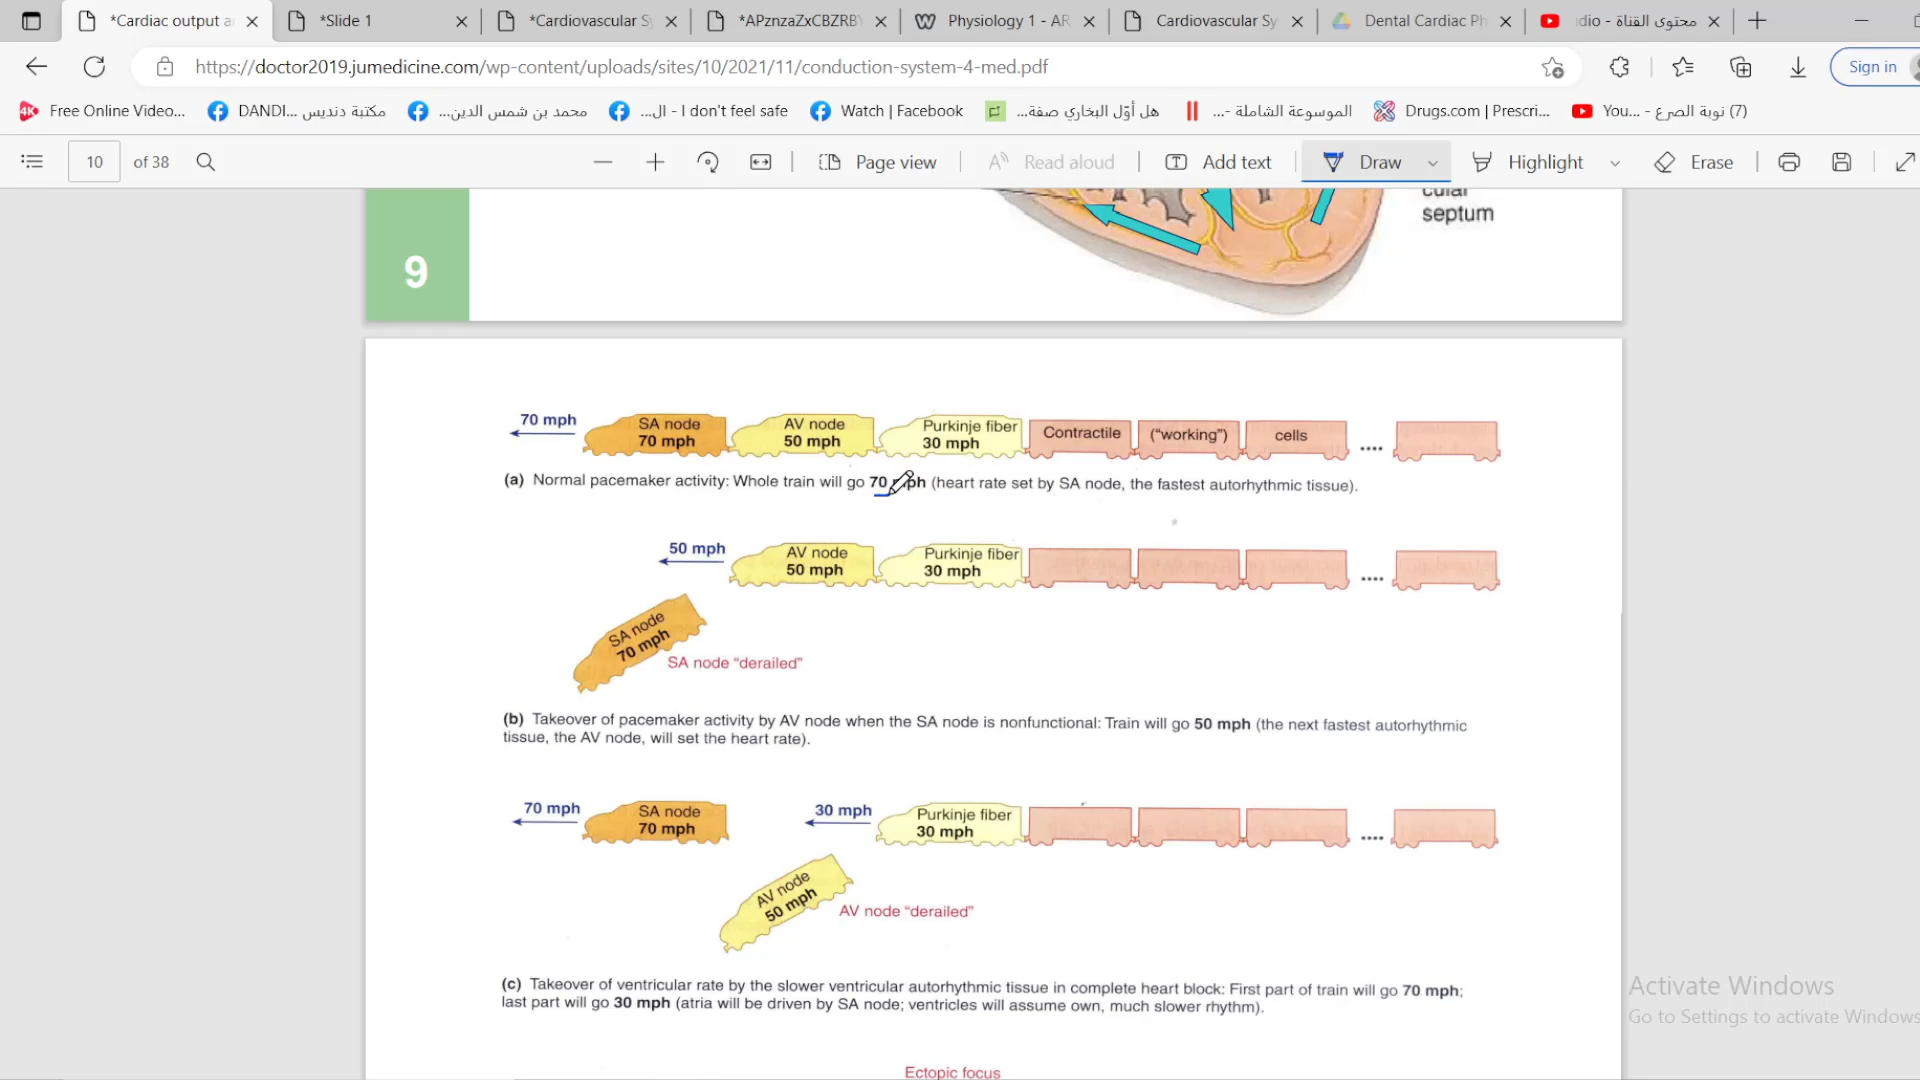 *Cardiac output a
*Slide 1
*Cardiovascular Sy
*APznzaZxCBZRBY
Physiology 1 - AR
Cardiovascular Sy
Dental Cardiac Ph
محتوى القناة - dio
https://doctor2019.jumedicine.com/wp-content/uploads/sites/10/2021/11/conduction-system-4-med.pdf
Sign in
4K
Free Online Video...
مكتبة دنديس ...DANDI
محمد بن شمس الدين...
ال...- I don't feel safe
Watch | Facebook
هل أوّل البخاري صفة...
الموسوعة الشاملة -...
Drugs.com | Prescri...
(7) نوبة الصرع - ...You
10
of 38
Page view
Read aloud
Add text
Draw
Highlight
Erase
cular
septum
9
70 mph
SA node
70 mph
AV node
50 mph
Purkinje fiber
30 mph
Contractile
("working")
cells
....
(a) Normal pacemaker activity: Whole train will go 70 mph (heart rate set by SA node, the fastest autorhythmic tissue).
50 mph
AV node
50 mph
Purkinje fiber
30 mph
....
SA node
70 mph
SA node "derailed"
(b) Takeover of pacemaker activity by AV node when the SA node is nonfunctional: Train will go 50 mph (the next fastest autorhythmic
tissue, the AV node, will set the heart rate).
70 mph
SA node
70 mph
30 mph
Purkinje fiber
30 mph
....
AV node
50 mph
AV node "derailed"
(c) Takeover of ventricular rate by the slower ventricular autorhythmic tissue in complete heart block: First part of train will go 70 mph;
last part will go 30 mph (atria will be driven by SA node; ventricles will assume own, much slower rhythm).
Ectopic focus
Activate Windows
Go to Settings to activate Windows